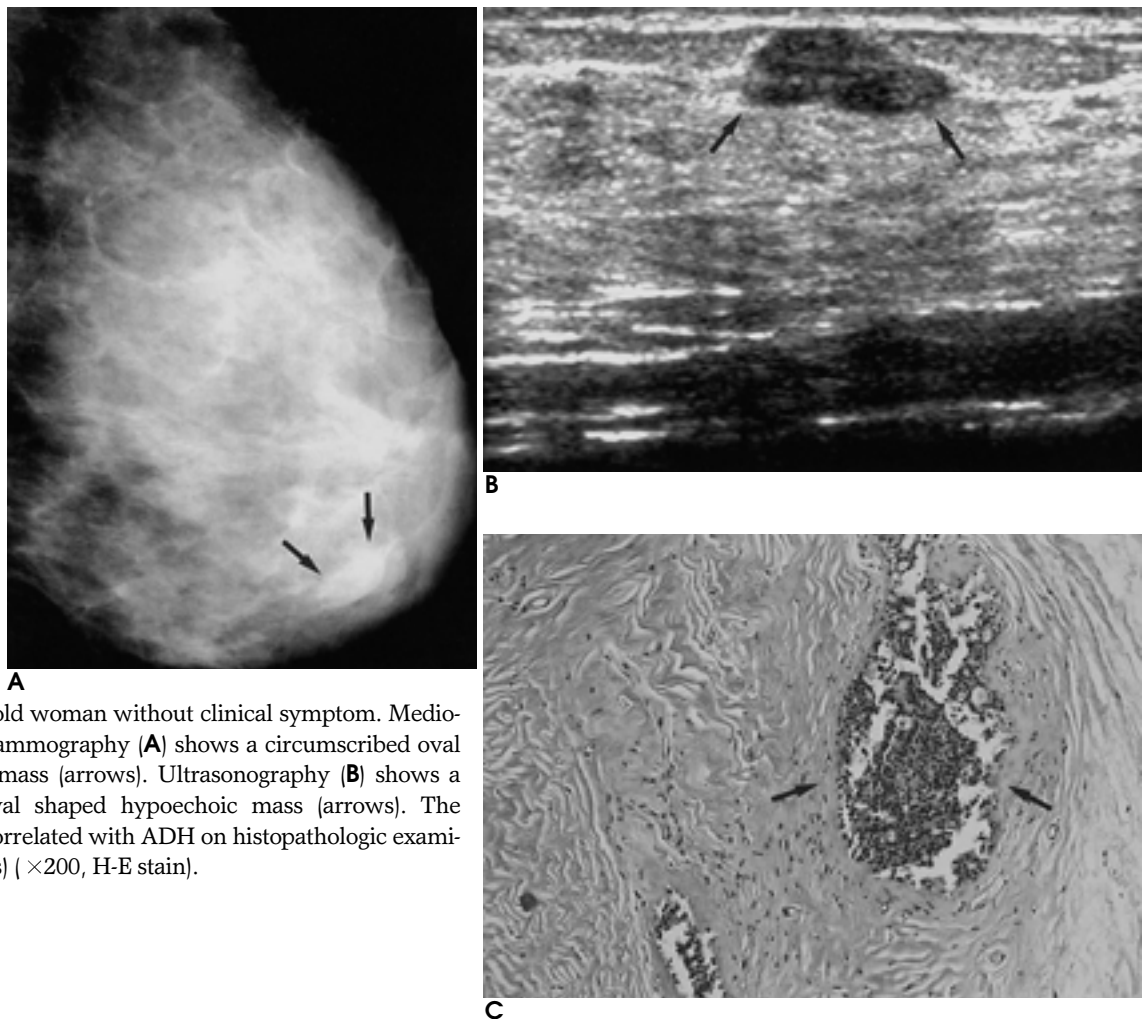 A
B
C
old woman without clinical symptom. Medio-
ammography (A) shows a circumscribed oval
mass (arrows). Ultrasonography (B) shows a
val shaped hypoechoic mass (arrows). The
orrelated with ADH on histopathologic exami-
s) ( ×200, H-E stain).